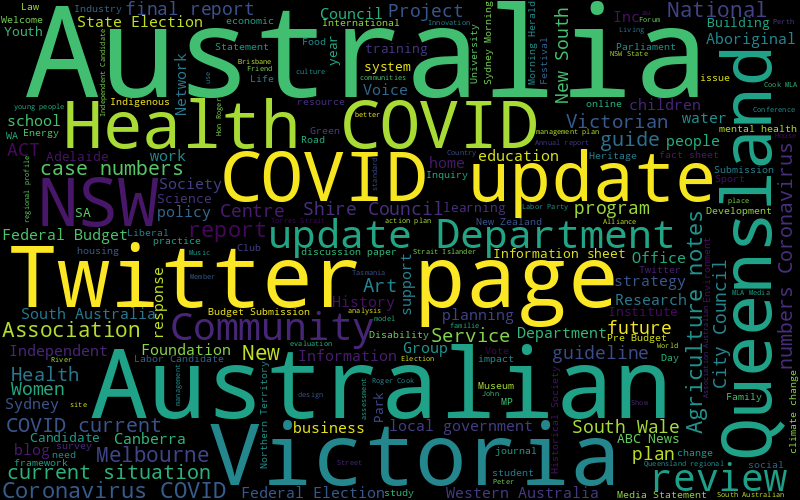 Law
Industry
final report
economic
Council
Project
Inc
au
Forum
National
Perth
Welcome
State Election
International
Innovation
Living
Building
Youth
Australia
Statement
Food
year
training
Parliament
NSW State
Aboriginal
Independent Candidate
Network
Brisbane
Friend
Life
system
Voice
University
Sydney Morning
Morning Herald
Festival
New South
issue
Cook MLA
young people
Indigenous
culture
communities
resource
online
children
Conference
school
Health COVID
Hon Roger
better
Green
management plan
Victorian
water
WA
Energy
Road
Annual report
guide
people
mental health
ACT
Adelaide
work
home
education
Country
Heritage
fact sheet
case numbers
Society
Science
COVID update
Inquiry
Submission
Sport
regional profile
NSW
policy
Centre
standard
Shire Council
learning
Labor Party
program
place
Development
SA
report
Torres Strait
action plan
New Zealand
Alliance
Federal Budget
Liberal
update Department
Queensland
numbers Coronavirus
practice
Club
discussion paper
Strait Islander
Information sheet
Office
housing
Music
Twitter page
Tasmania
Twitter
response
Member
Art
support
strategy
MLA Media
South Australia
Budget Submission
analysis
History
planning
Research
Institute
Association
Community
model
Disability
familie
Service
Department
future
Agriculture notes
Association Australian
Environment
City Council
Independent
Foundation
New
evaluation
Information
Group
Election
Vote
impact
guideline
Pre Budget
World
Day
River
Labor Candidate
Health
Women
Australian
Roger Cook
Museum
John
MP
Family
climate change
Sydney
site
management
Northern Territory
design
assessment
Park
Historical Society
Show
COVID current
business
local government
South Wale
Candidate
Canberra
Victoria
journal
ABC News
blog
survey
Melbourne
plan
change
need
framework
Street
student
Queensland regional
social
current situation
Peter
review
Coronavirus COVID
Federal Election
study
Western Australia
Media Statement
South Australian